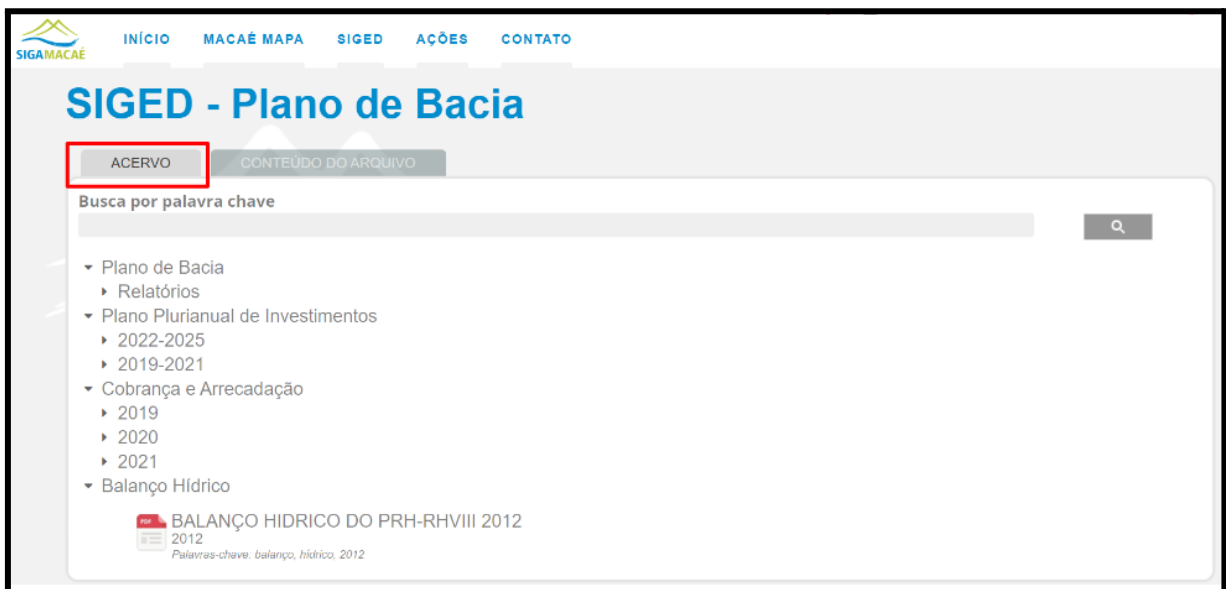 SIGAMACAÉ
INÍCIO MACAÉ MAPA SIGED AÇÕES CONTATO
SIGED - Plano de Bacia
ACERVO CONTEÚDO DO ARQUIVO
Busca por palavra chave
Plano de Bacia
Relatórios
Plano Plurianual de Investimentos
2022-2025
2019-2021
Cobrança e Arrecadação
2019
2020
2021
Balanço Hídrico
PDF BALANÇO HIDRICO DO PRH-RHVIII 2012
2012
Palavras-chave: balanço, hídrico, 2012